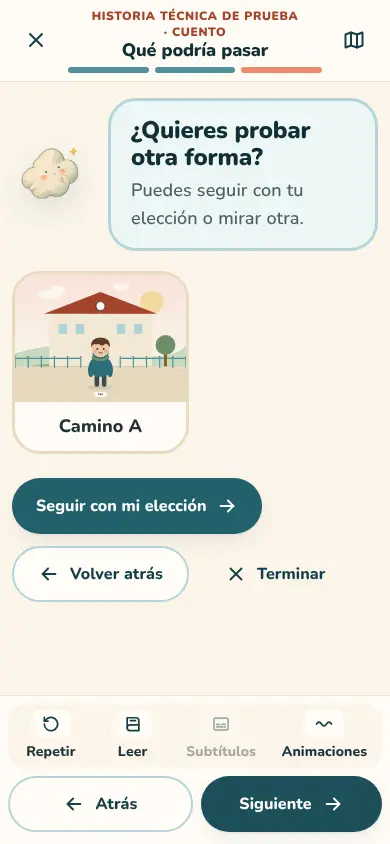 HISTORIA TÉCNICA DE PRUEBA
· CUENTO
Qué podría pasar
¿Quieres probar
otra forma?
Puedes seguir con tu
elección o mirar otra.
Camino A
Seguir con mi elección
Volver atrás
Terminar
Repetir
Leer
Subtítulos
Animaciones
Atrás
Siguiente